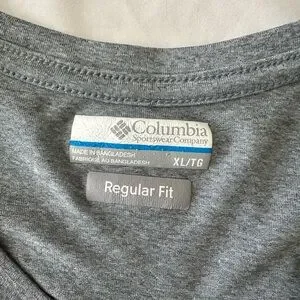 Columbia
Sportswear Company
MADE IN BANGLADESH
FABRIQUÉ AU BANGLADESH
XL/TG
Regular Fit